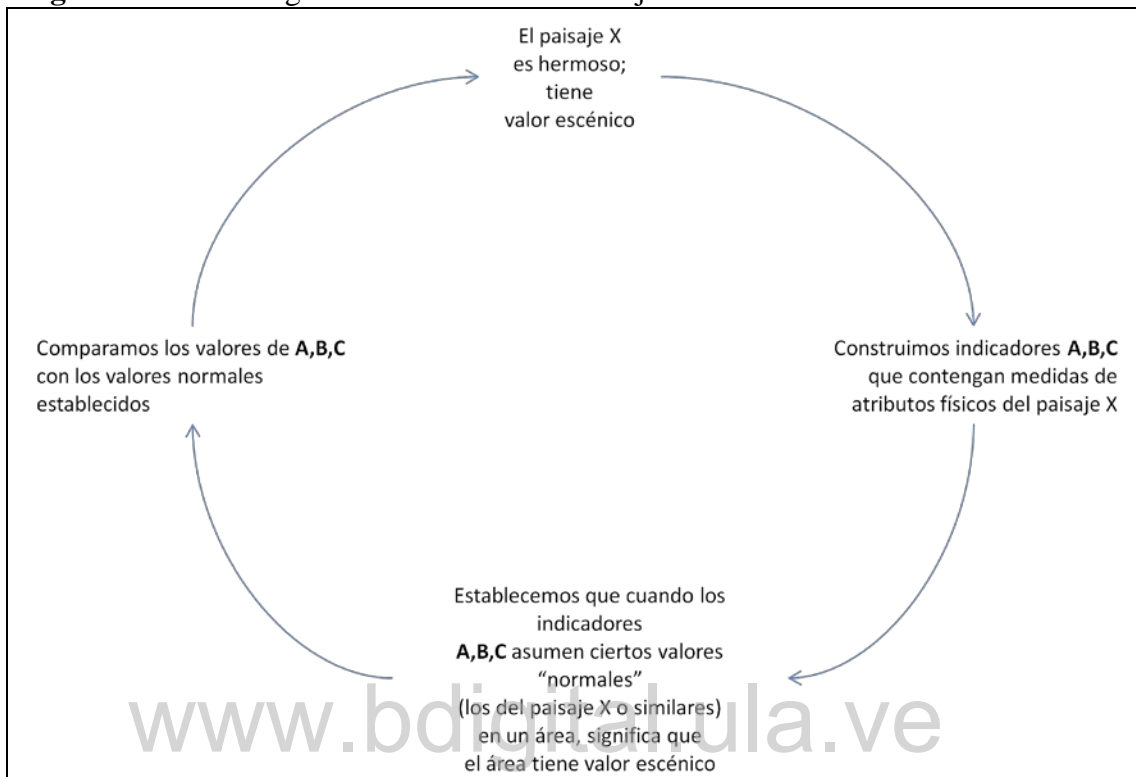 El paisaje X
es hermoso;
tiene
valor escénico
Comparamos los valores de A,B,C
con los valores normales
establecidos
Construimos indicadores A,B,C
que contengan medidas de
atributos físicos del paisaje X
Establecemos que cuando los
indicadores
A,B,C asumen ciertos valores
“normales”
(los del paisaje X o similares)
en un área, significa que
el área tiene valor escénico
www.bdigital.ula.ve